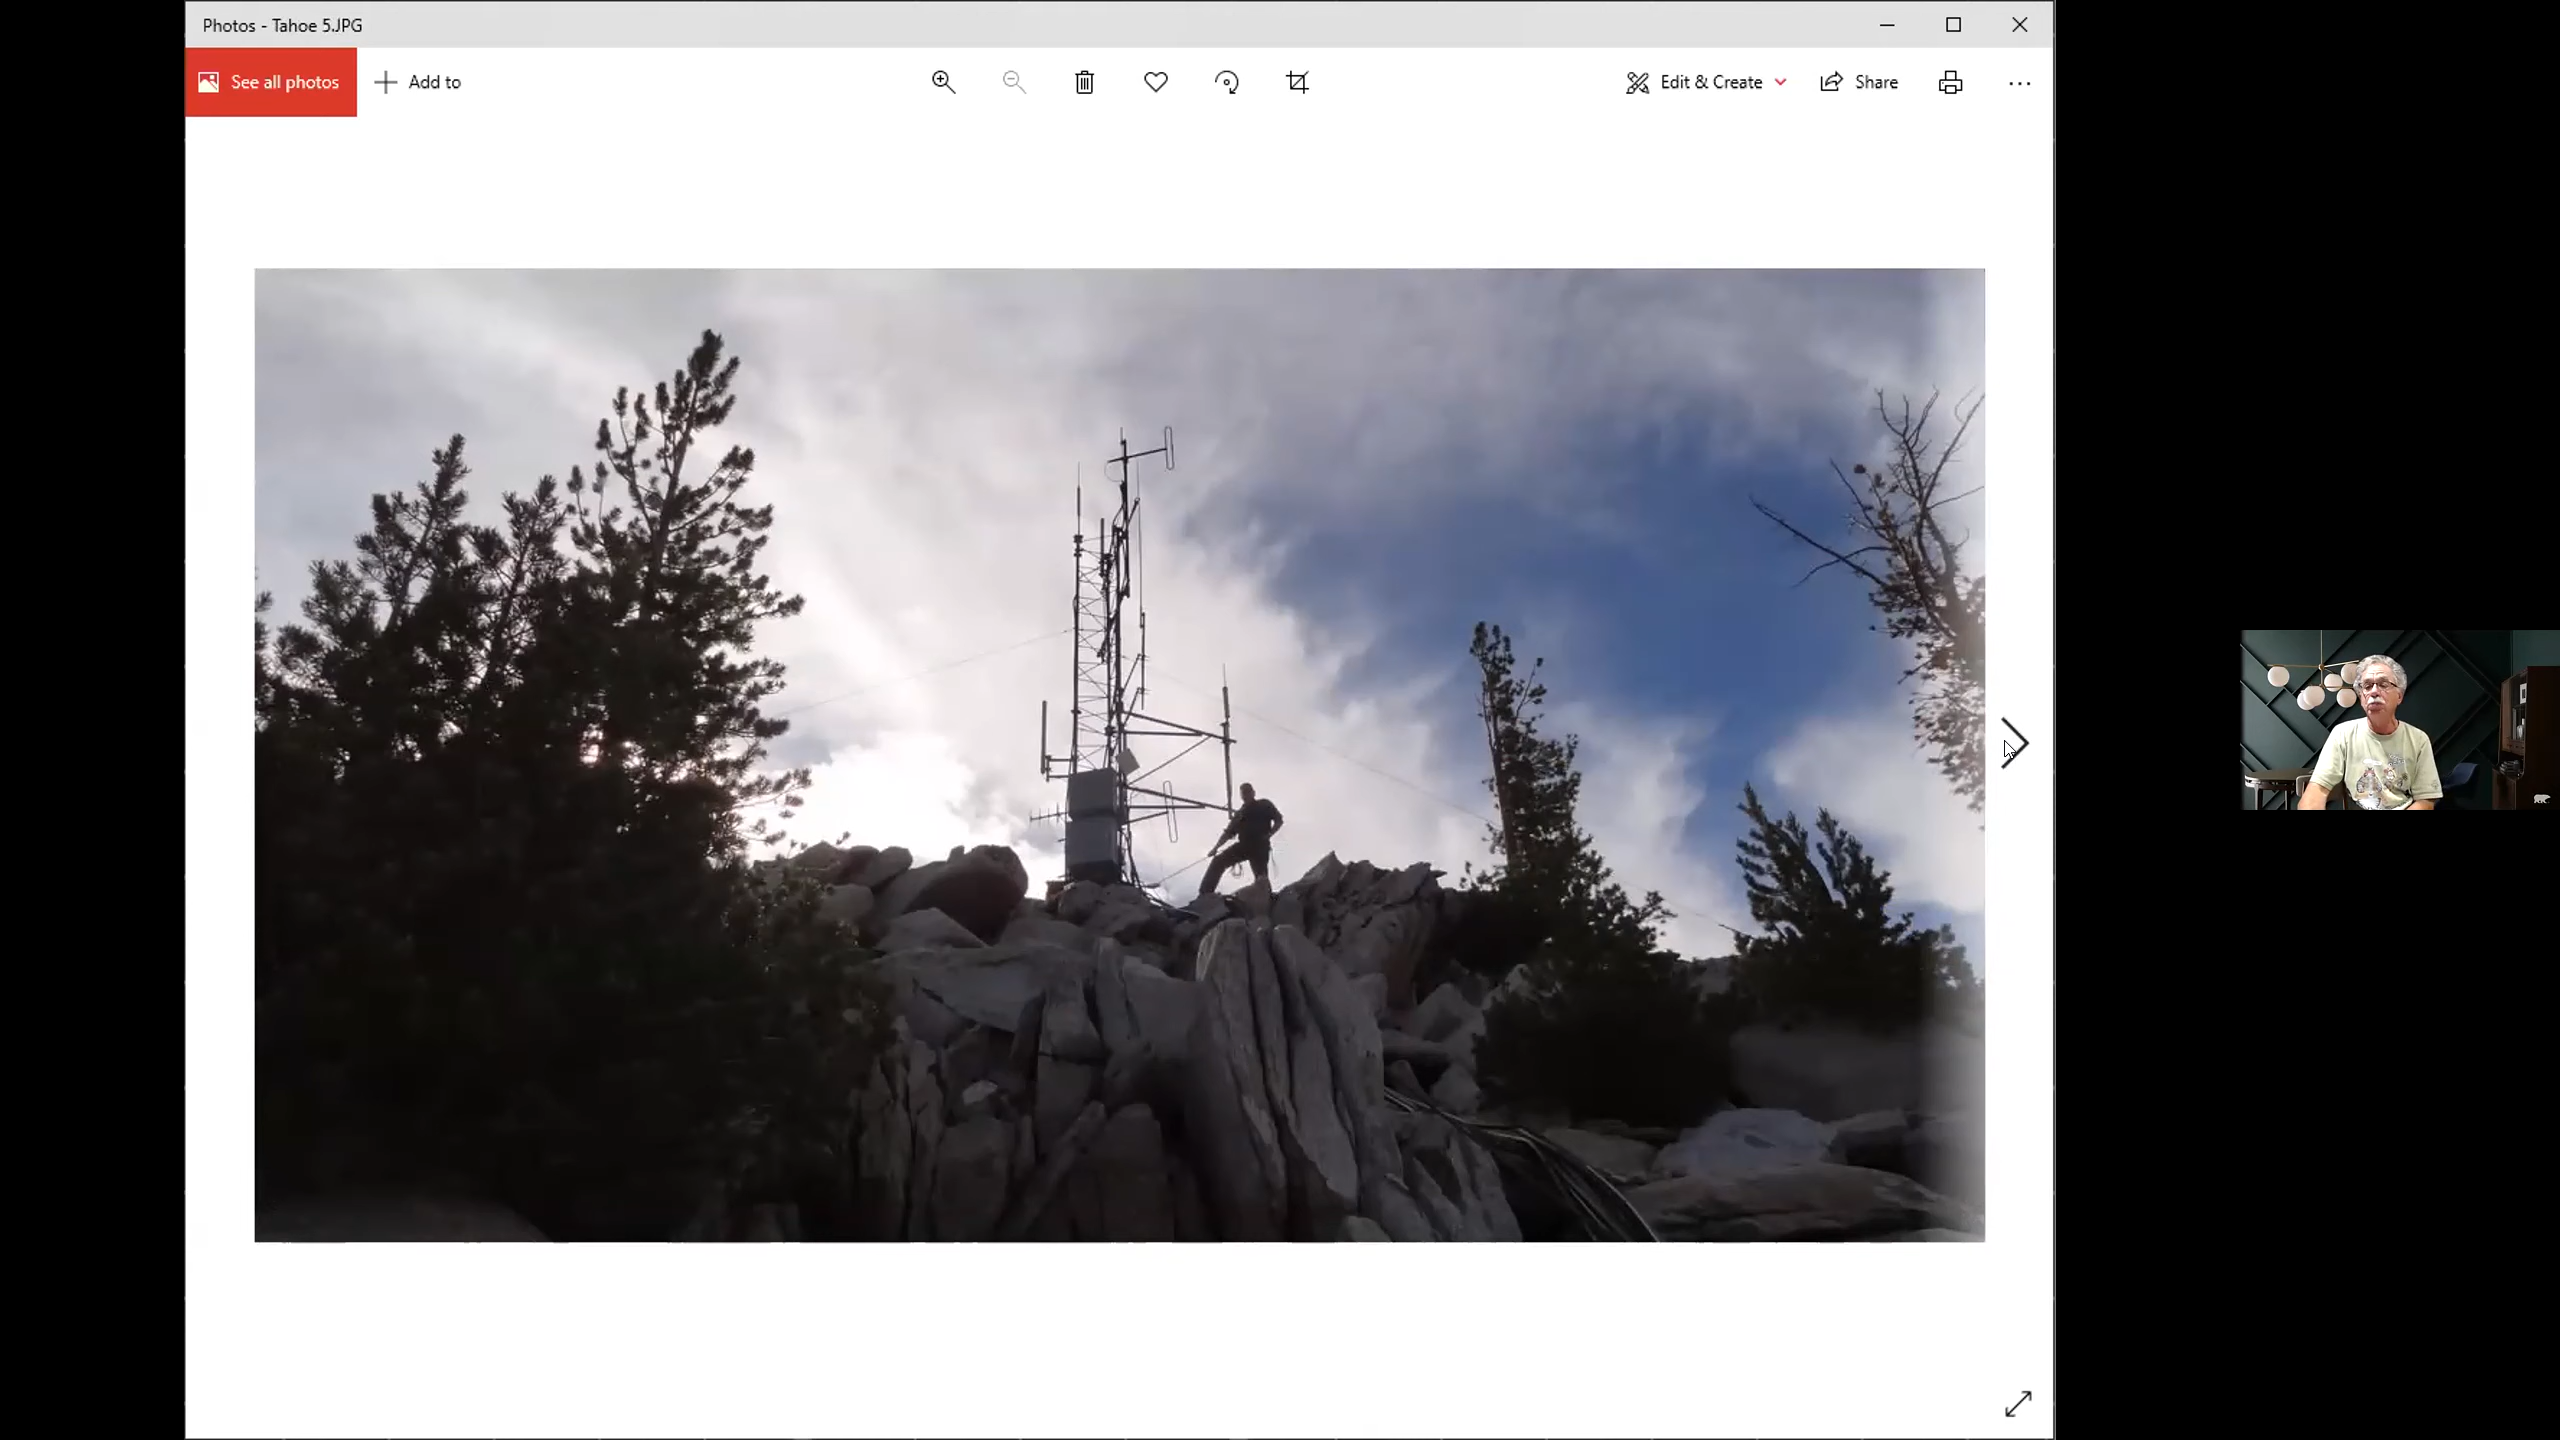 Photos - Tahoe 5.JPG
See all photos
Add to
Edit & Create
Share